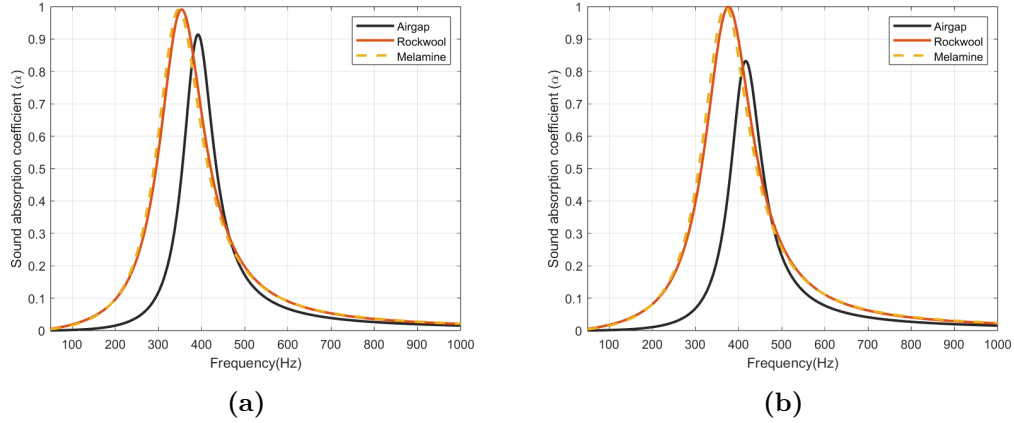 Sound absorption coefficient (α)
1
0.9
0.8
0.7
0.6
0.5
0.4
0.3
0.2
0.1
0
100 200 300 400 500 600 700 800 900 1000
Frequency(Hz)
Airgap
Rockwool
Melamine
(a)
Sound absorption coefficient (α)
1
0.9
0.8
0.7
0.6
0.5
0.4
0.3
0.2
0.1
0
100 200 300 400 500 600 700 800 900 1000
Frequency(Hz)
Airgap
Rockwool
Melamine
(b)